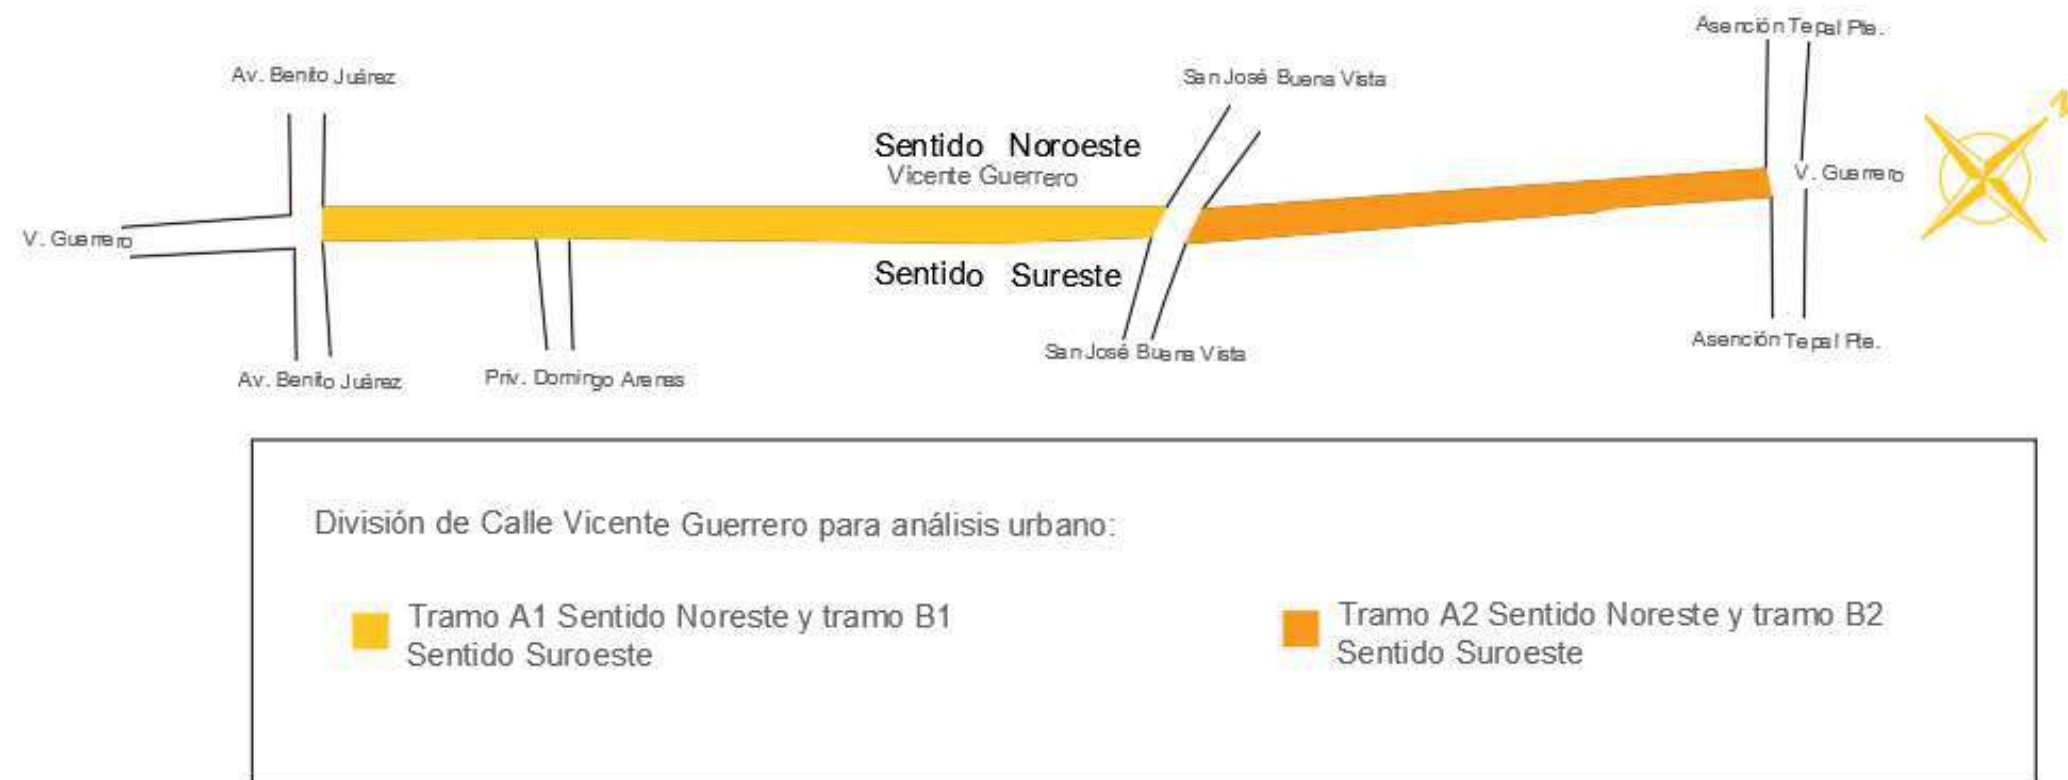 Asención Tepal Pte.
Av. Benito Juárez
San José Buena Vista
Sentido Noroeste
Vicente Guerrero
V. Guerrero
V. Guerrero
Sentido Sureste
San José Buena Vista
Asención Tepal Pte.
Av. Benito Juárez
Priv. Domingo Arenas
División de Calle Vicente Guerrero para análisis urbano:
Tramo A1 Sentido Noreste y tramo B1
Sentido Suroeste
Tramo A2 Sentido Noreste y tramo B2
Sentido Suroeste